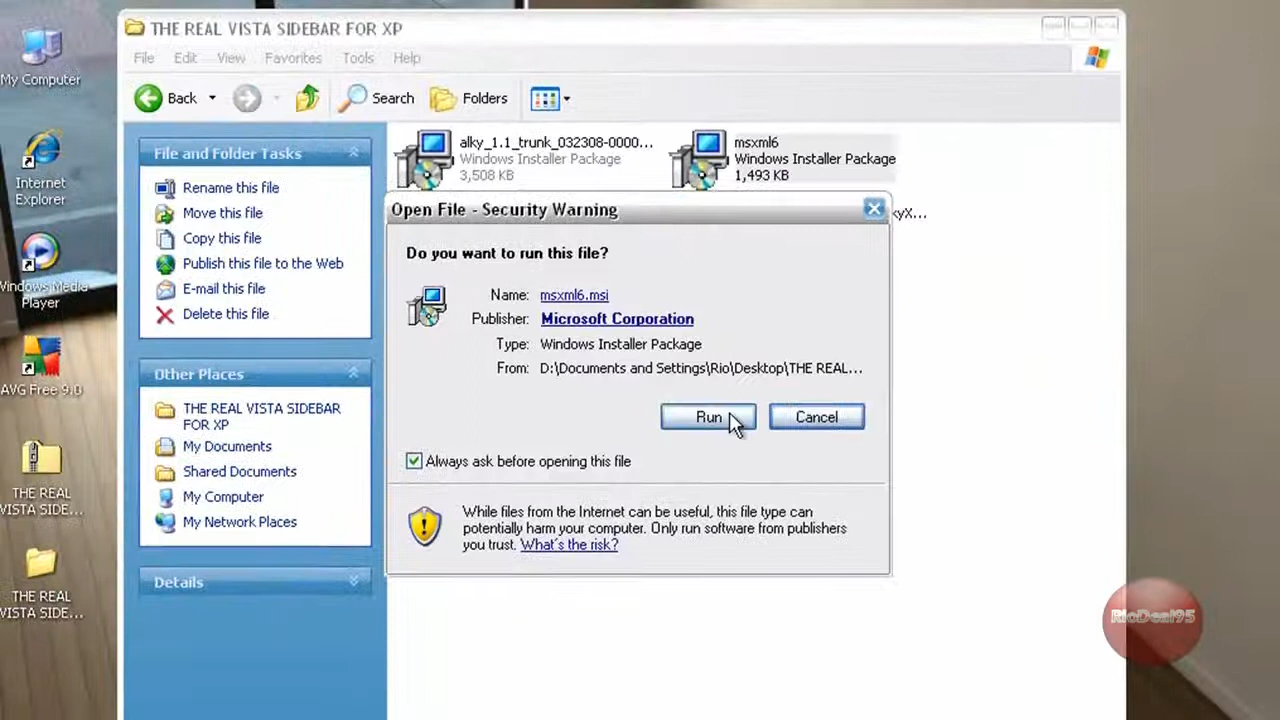 THE REAL VISTA SIDEBAR FOR XP
File Edit View Favorites Tools Help
Back Search Folders
My Computer
Internet
Explorer
Windows Media
Player
AVG Free 9.0
THE REAL
VISTA SIDE...
THE REAL
VISTA SIDE...
File and Folder Tasks
Rename this file
Move this file
Copy this file
Publish this file to the Web
E-mail this file
Delete this file
Other Places
THE REAL VISTA SIDEBAR
FOR XP
My Documents
Shared Documents
My Computer
My Network Places
Details
alky_1.1_trunk_032308-0000...
Windows Installer Package
3,508 KB
msxml6
Windows Installer Package
1,493 KB
Open File - Security Warning
Do you want to run this file?
Name: msxml6.msi
Publisher: Microsoft Corporation
Type: Windows Installer Package
From: D:\Documents and Settings\Rio\Desktop\THE REAL...
Run Cancel
Always ask before opening this file
While files from the Internet can be useful, this file type can
potentially harm your computer. Only run software from publishers
you trust. What's the risk?
RioDeal95